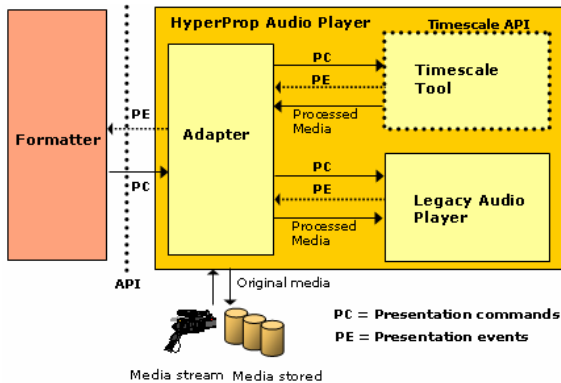 HyperProp Audio Player
Timescale API
PC
PE
Processed
Media
Timescale
Tool
Formatter
PE
PC
API
Adapter
PC
PE
Processed
Media
Legacy Audio
Player
Original media
Media stream
Media stored
PC = Presentation commands
PE = Presentation events